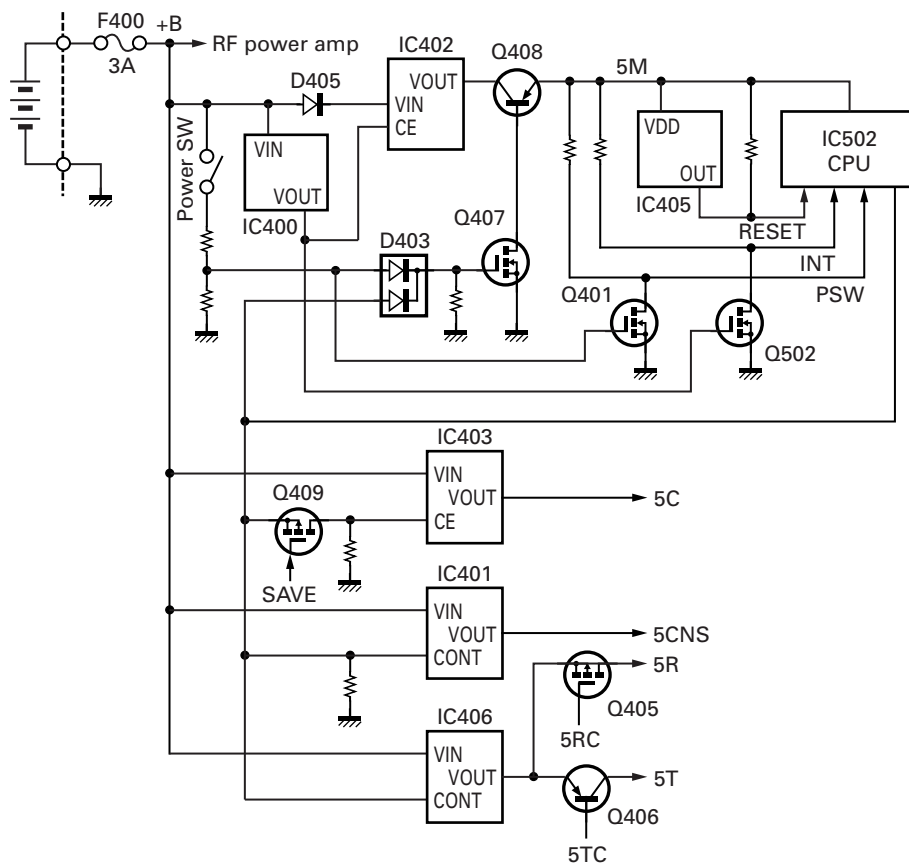 F400
+B
3A
RF power amp
IC402
VOUT
VIN
CE
Q408
5M
D405
Power SW
VIN
VOUT
IC400
VDD
OUT
IC405
IC502
CPU
RESET
INT
PSW
Q407
D403
Q401
Q502
IC403
VIN
VOUT
CE
5C
Q409
SAVE
IC401
VIN
VOUT
CONT
5CNS
5R
Q405
5RC
IC406
VIN
VOUT
CONT
5T
Q406
5TC